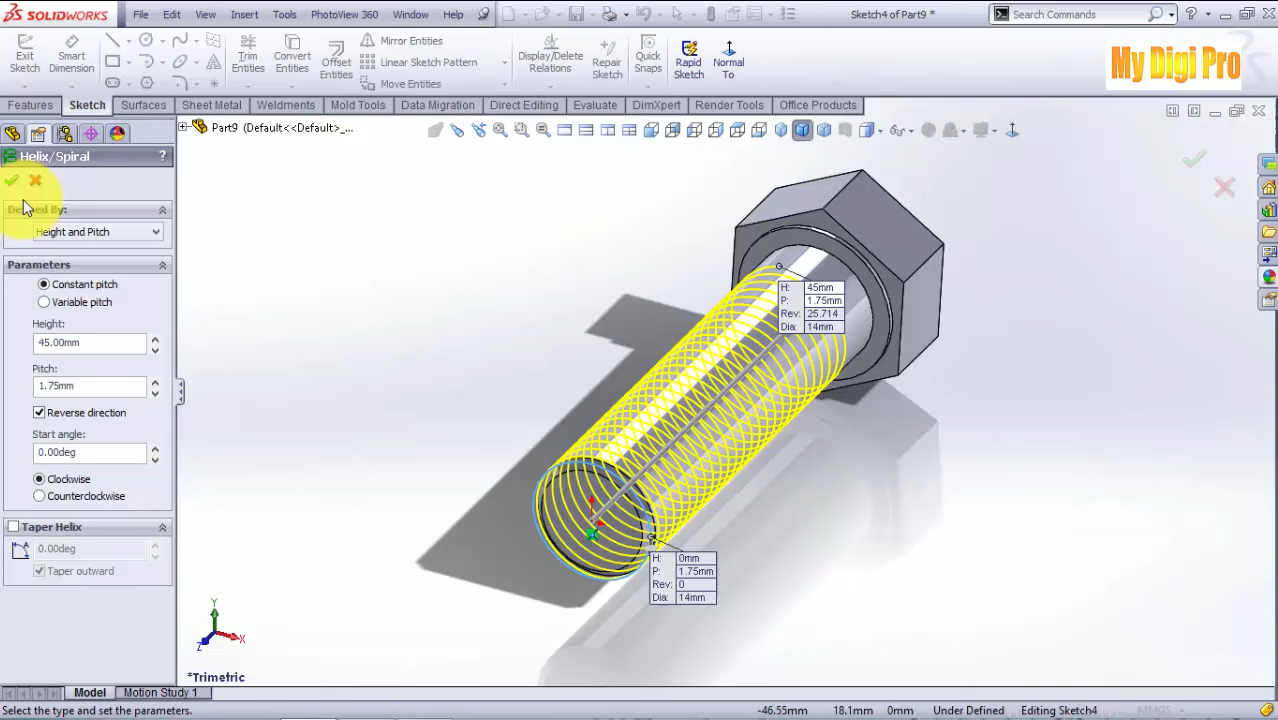 SOLIDWORKS
File
Edit
View
Insert
Tools
PhotoView 360
Window
Help
Sketch4 of Part9 *
Search Commands
Exit Sketch
Smart Dimension
Trim Entities
Convert Entities
Offset Entities
Mirror Entities
Linear Sketch Pattern
Move Entities
Display/Delete Relations
Repair Sketch
Quick Snaps
Rapid Sketch
Normal To
My Digi Pro
Features
Sketch
Surfaces
Sheet Metal
Weldments
Mold Tools
Data Migration
Direct Editing
Evaluate
DimXpert
Render Tools
Office Products
Part9 (Default<<Default>_...
Helix/Spiral
?
Defined By:
Height and Pitch
Parameters
Constant pitch
Variable pitch
Height:
45.00mm
Pitch:
1.75mm
Reverse direction
Start angle:
0.00deg
Clockwise
Counterclockwise
Taper Helix
0.00deg
Taper outward
H: 45mm
P: 1.75mm
Rev: 25.714
Dia: 14mm
H: 0mm
P: 1.75mm
Rev: 0
Dia: 14mm
Y
X
Z
*Trimetric
Model
Motion Study 1
Select the type and set the parameters.
-46.55mm
18.1mm
0mm
Under Defined
Editing Sketch4
MMGS